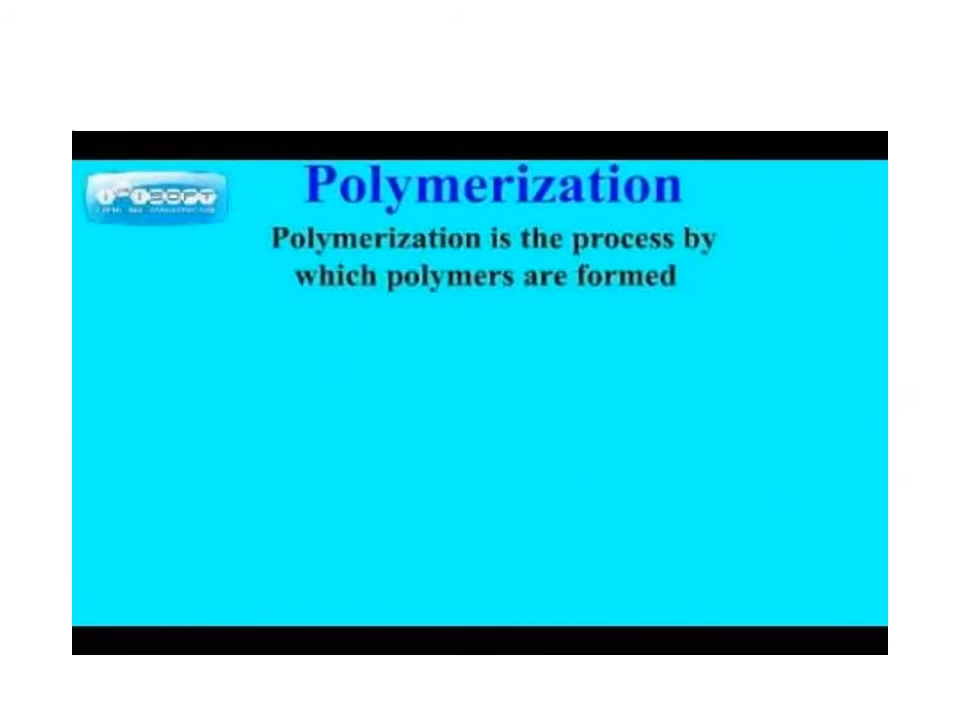 Polymerization
Polymerization is the process by
which polymers are formed